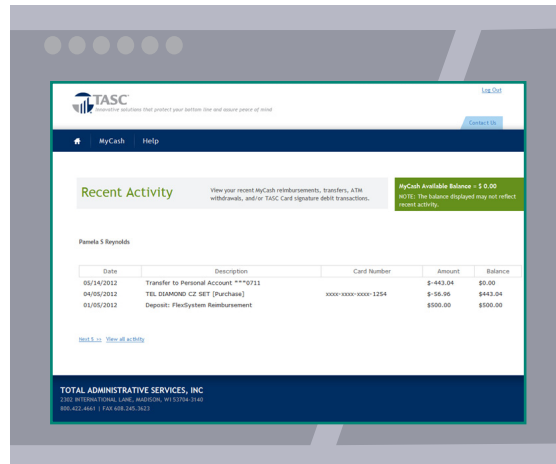 Log Out
TASC
Innovative solutions that protect your bottom-line and assure peace of mind
Contact Us
MyCash Help
Recent Activity
View your recent MyCash reimbursements, transfers, ATM
withdrawals, and/or TASC Card signature debit transactions.
MyCash Available Balance = $ 0.00
NOTE: The balance displayed may not reflect
recent activity.
Pamela S Reynolds
Date Description Card Number Amount Balance
05/14/2012 Transfer to Personal Account ***0711 $-443.04 $0.00
04/05/2012 TEL DIAMOND CZ SET [Purchase] xxxx-xxxx-xxxx-1254 $-56.96 $443.04
01/05/2012 Deposit: FlexSystem Reimbursement $500.00 $500.00
Next 5 >> View all activity
TOTAL ADMINISTRATIVE SERVICES, INC
2302 INTERNATIONAL LANE, MADISON, WI 53704-3140
800.422.4661 | FAX 608.245.3623